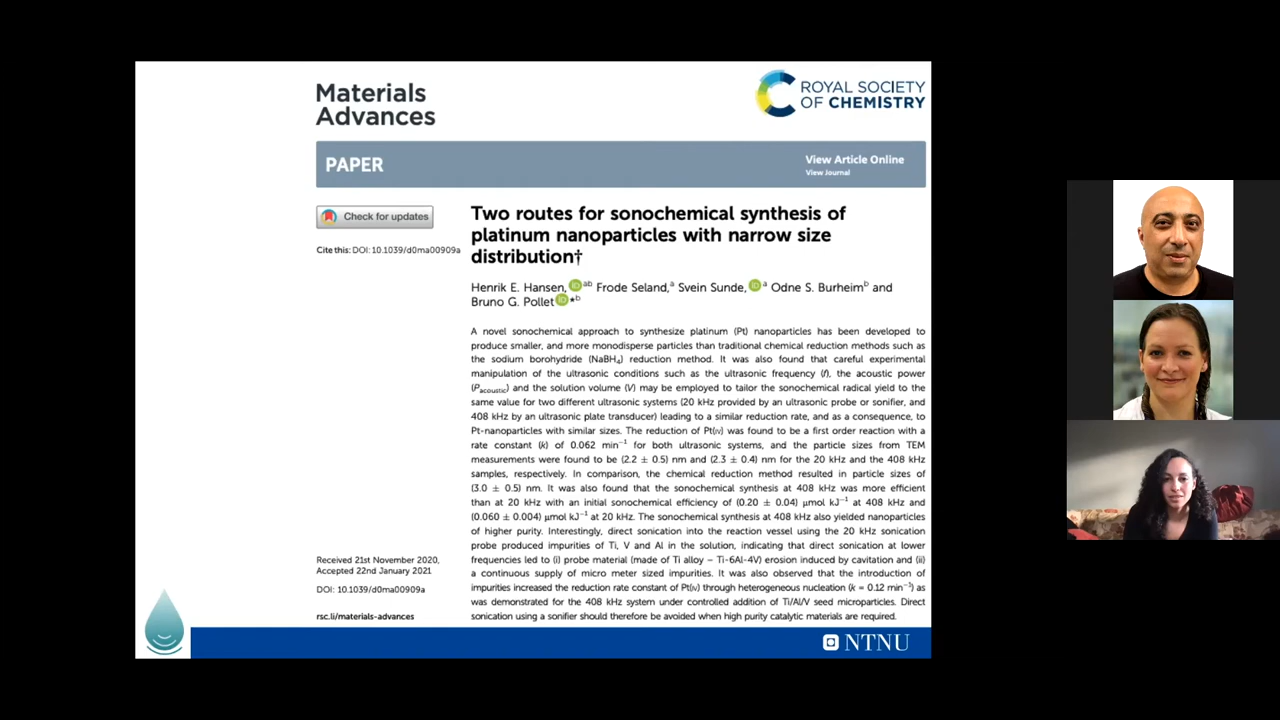 Materials
Advances
ROYAL SOCIETY
OF CHEMISTRY
PAPER
View Article Online
View Journal
Check for updates
Cite this: DOI: 10.1039/d0ma00909a
Two routes for sonochemical synthesis of
platinum nanoparticles with narrow size
distribution†
Henrik E. Hansen, iD ab Frode Seland,a Svein Sunde, iD a Odne S. Burheimb and
Bruno G. Pollet iD *b
A novel sonochemical approach to synthesize platinum (Pt) nanoparticles has been developed to
produce smaller, and more monodisperse particles than traditional chemical reduction methods such as
the sodium borohydride (NaBH₄) reduction method. It was also found that careful experimental
manipulation of the ultrasonic conditions such as the ultrasonic frequency (f), the acoustic power
(Pacoustic) and the solution volume (V) may be employed to tailor the sonochemical radical yield to the
same value for two different ultrasonic systems (20 kHz provided by an ultrasonic probe or sonifier, and
408 kHz by an ultrasonic plate transducer) leading to a similar reduction rate, and as a consequence, to
Pt-nanoparticles with similar sizes. The reduction of Pt(IV) was found to be a first order reaction with a
rate constant (k) of 0.062 min⁻¹ for both ultrasonic systems, and the particle sizes from TEM
measurements were found to be (2.2 ± 0.5) nm and (2.3 ± 0.4) nm for the 20 kHz and the 408 kHz
samples, respectively. In comparison, the chemical reduction method resulted in particle sizes of
(3.0 ± 0.5) nm. It was also found that the sonochemical synthesis at 408 kHz was more efficient
than at 20 kHz with an initial sonochemical efficiency of (0.20 ± 0.04) μmol kJ⁻¹ at 408 kHz and
(0.060 ± 0.004) μmol kJ⁻¹ at 20 kHz. The sonochemical synthesis at 408 kHz also yielded nanoparticles
of higher purity. Interestingly, direct sonication into the reaction vessel using the 20 kHz sonication
probe produced impurities of Ti, V and Al in the solution, indicating that direct sonication at lower
frequencies led to (i) probe material (made of Ti alloy – Ti-6Al-4V) erosion induced by cavitation and (ii)
a continuous supply of micro meter sized impurities. It was also observed that the introduction of
impurities increased the reduction rate constant of Pt(IV) through heterogeneous nucleation (k = 0.12 min⁻¹) as
was demonstrated for the 408 kHz system under controlled addition of Ti/Al/V seed microparticles. Direct
sonication using a sonifier should therefore be avoided when high purity catalytic materials are required.
Received 21st November 2020,
Accepted 22nd January 2021
DOI: 10.1039/d0ma00909a
rsc.li/materials-advances
NTNU